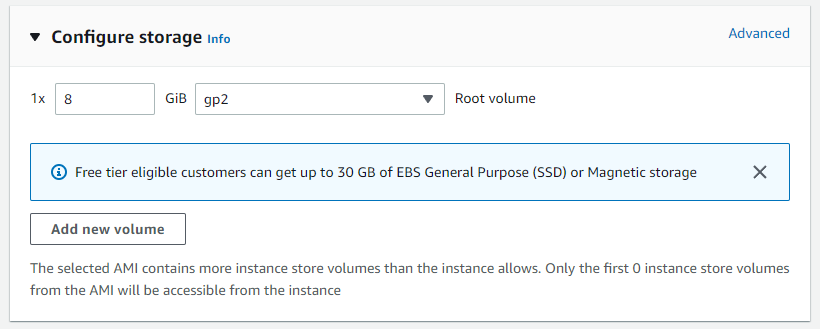 Configure storage Info
Advanced
1x 8 GiB gp2 Root volume
Free tier eligible customers can get up to 30 GB of EBS General Purpose (SSD) or Magnetic storage
Add new volume
The selected AMI contains more instance store volumes than the instance allows. Only the first 0 instance store volumes
from the AMI will be accessible from the instance